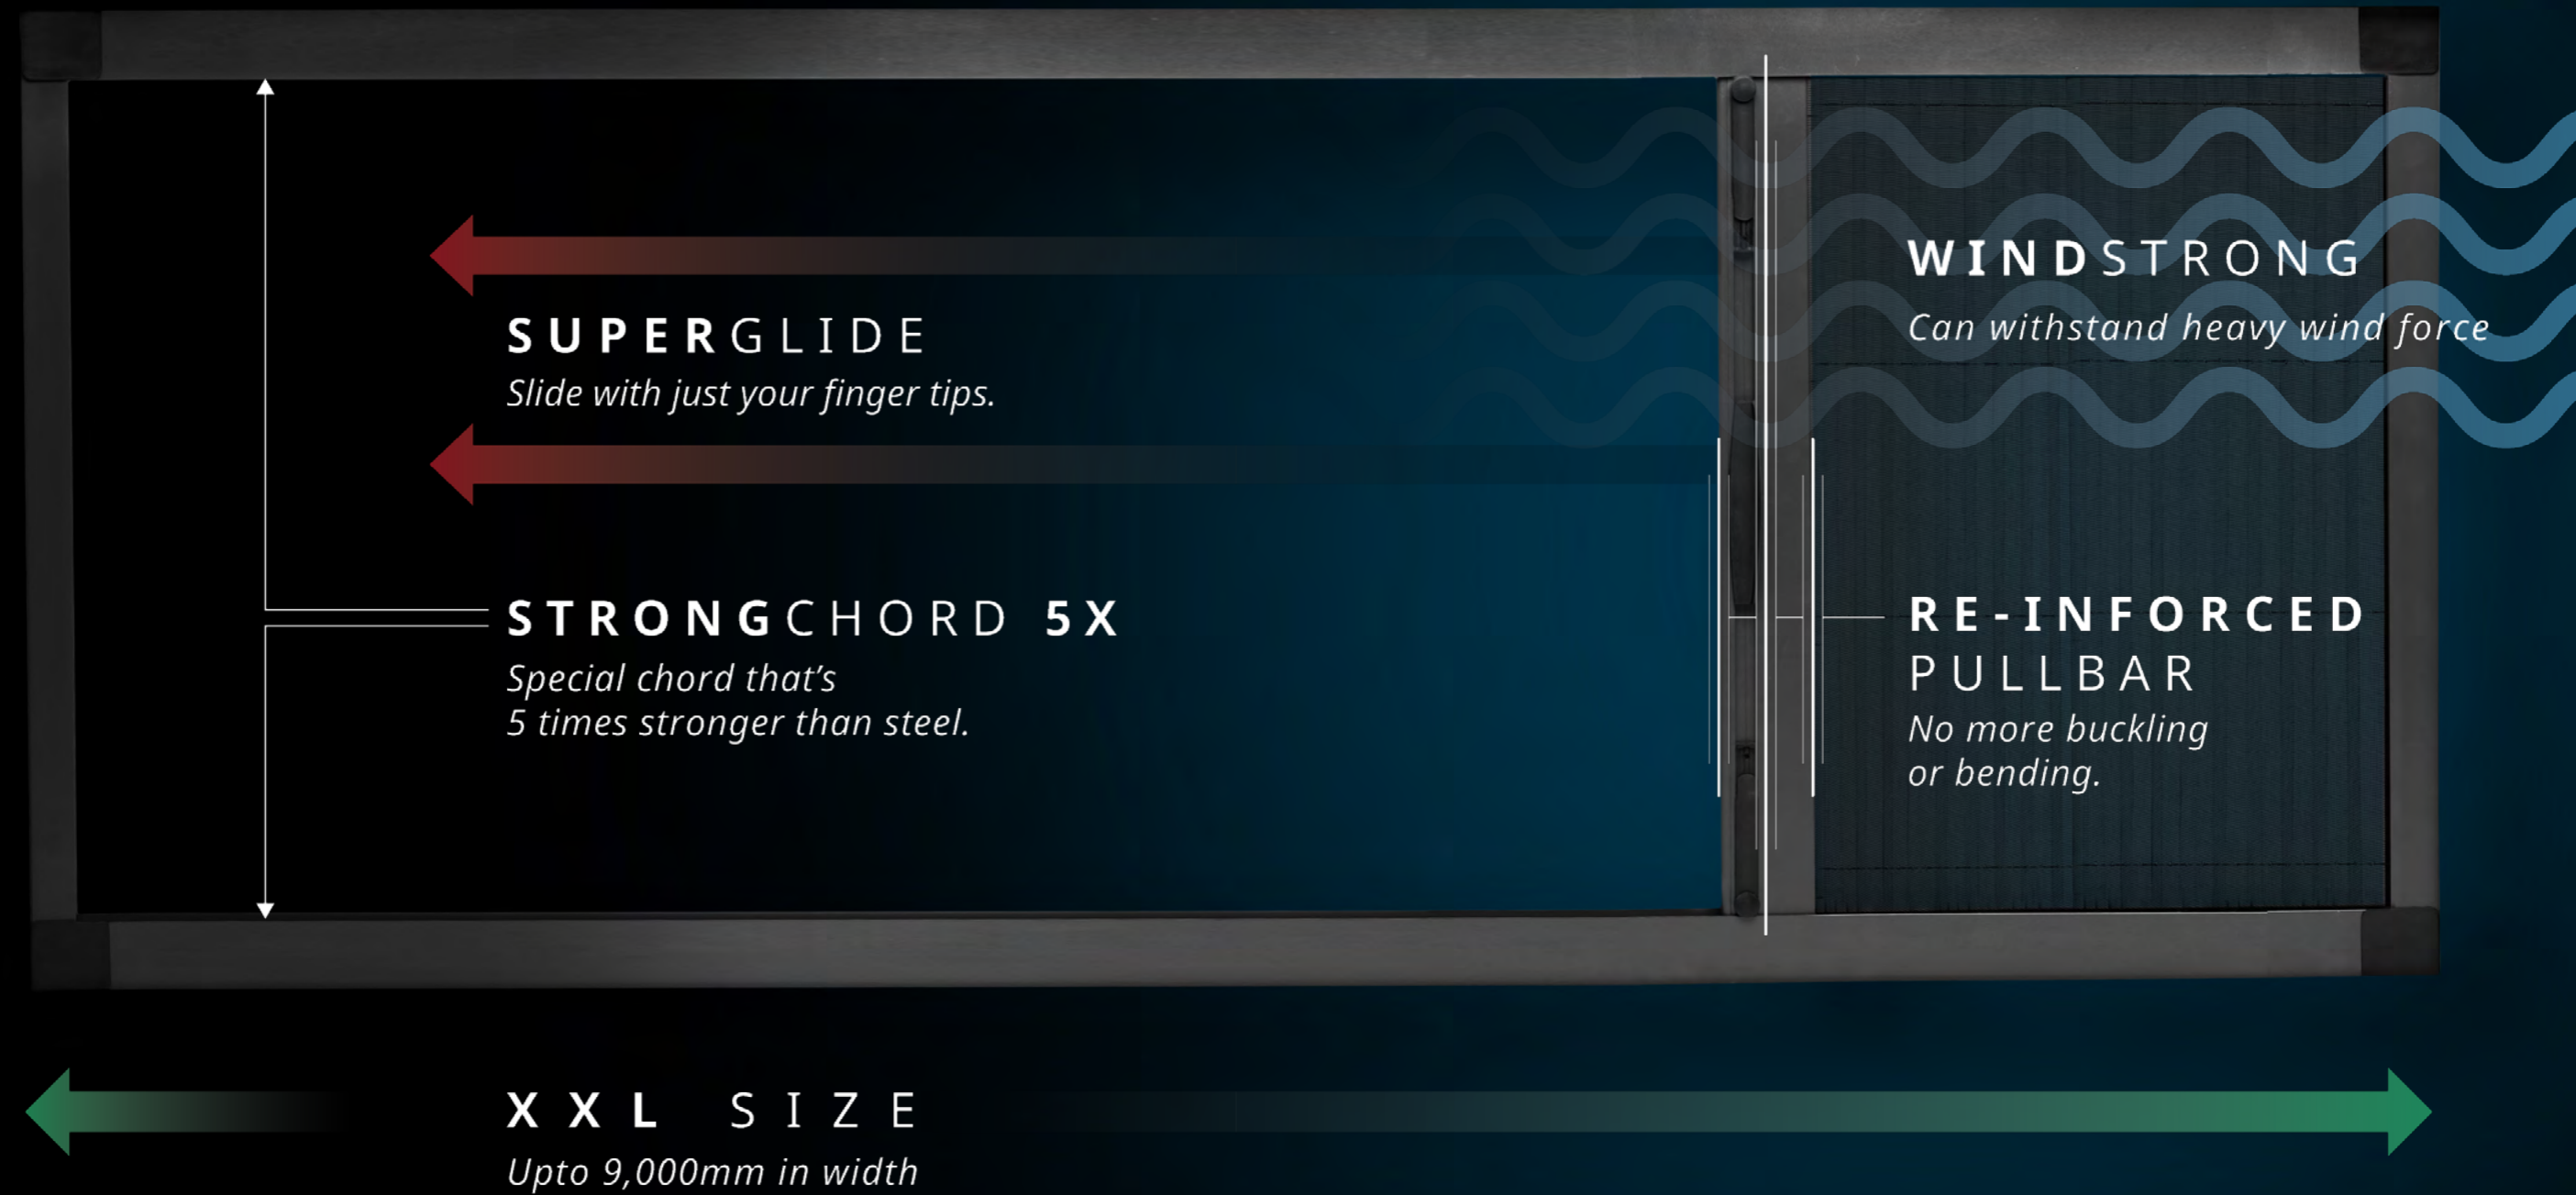 SUPERGLIDE
Slide with just your finger tips.
STRONGCHORD 5X
Special chord that's
5 times stronger than steel.
WINDSTRONG
Can withstand heavy wind force
RE-INFORCED
PULLBAR
No more buckling
or bending.
XXL SIZE
Upto 9,000mm in width